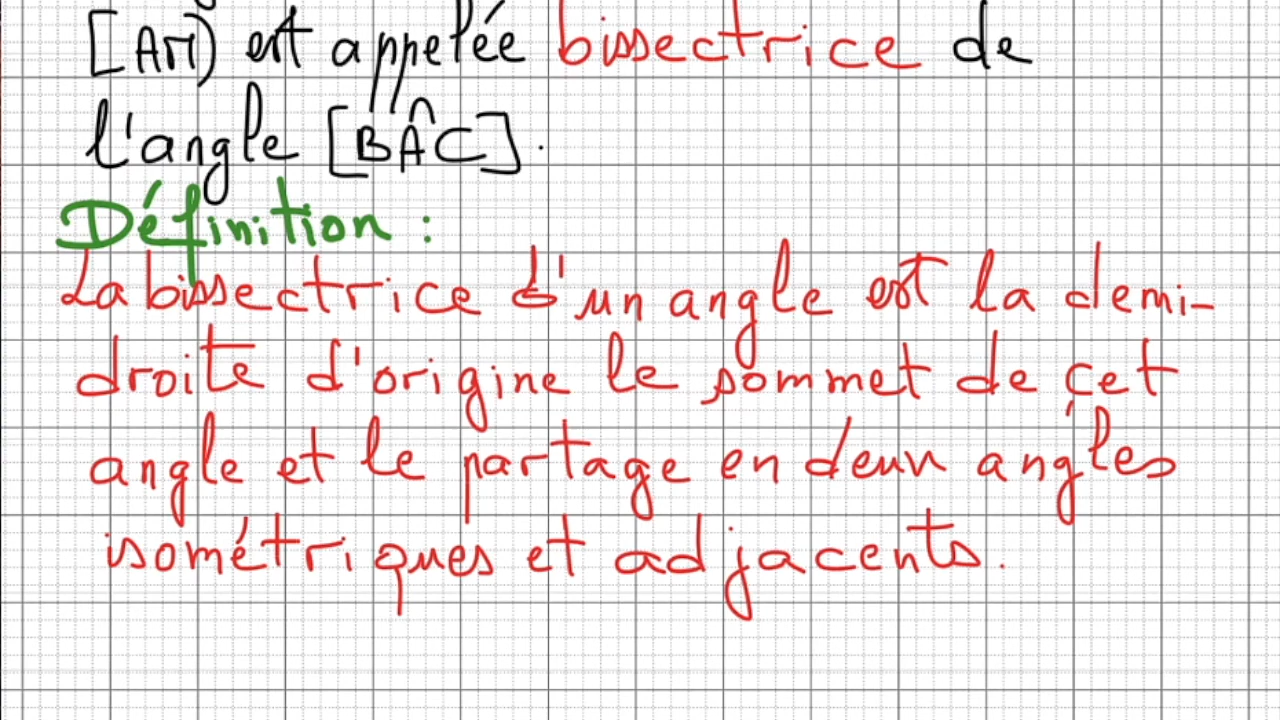 [AM) est appelée bissectrice de
l'angle [BÂC].
Définition :
La bissectrice d'un angle est la demi-
droite d'origine le sommet de cet
angle et le partage en deux angles
isométriques et adjacents.